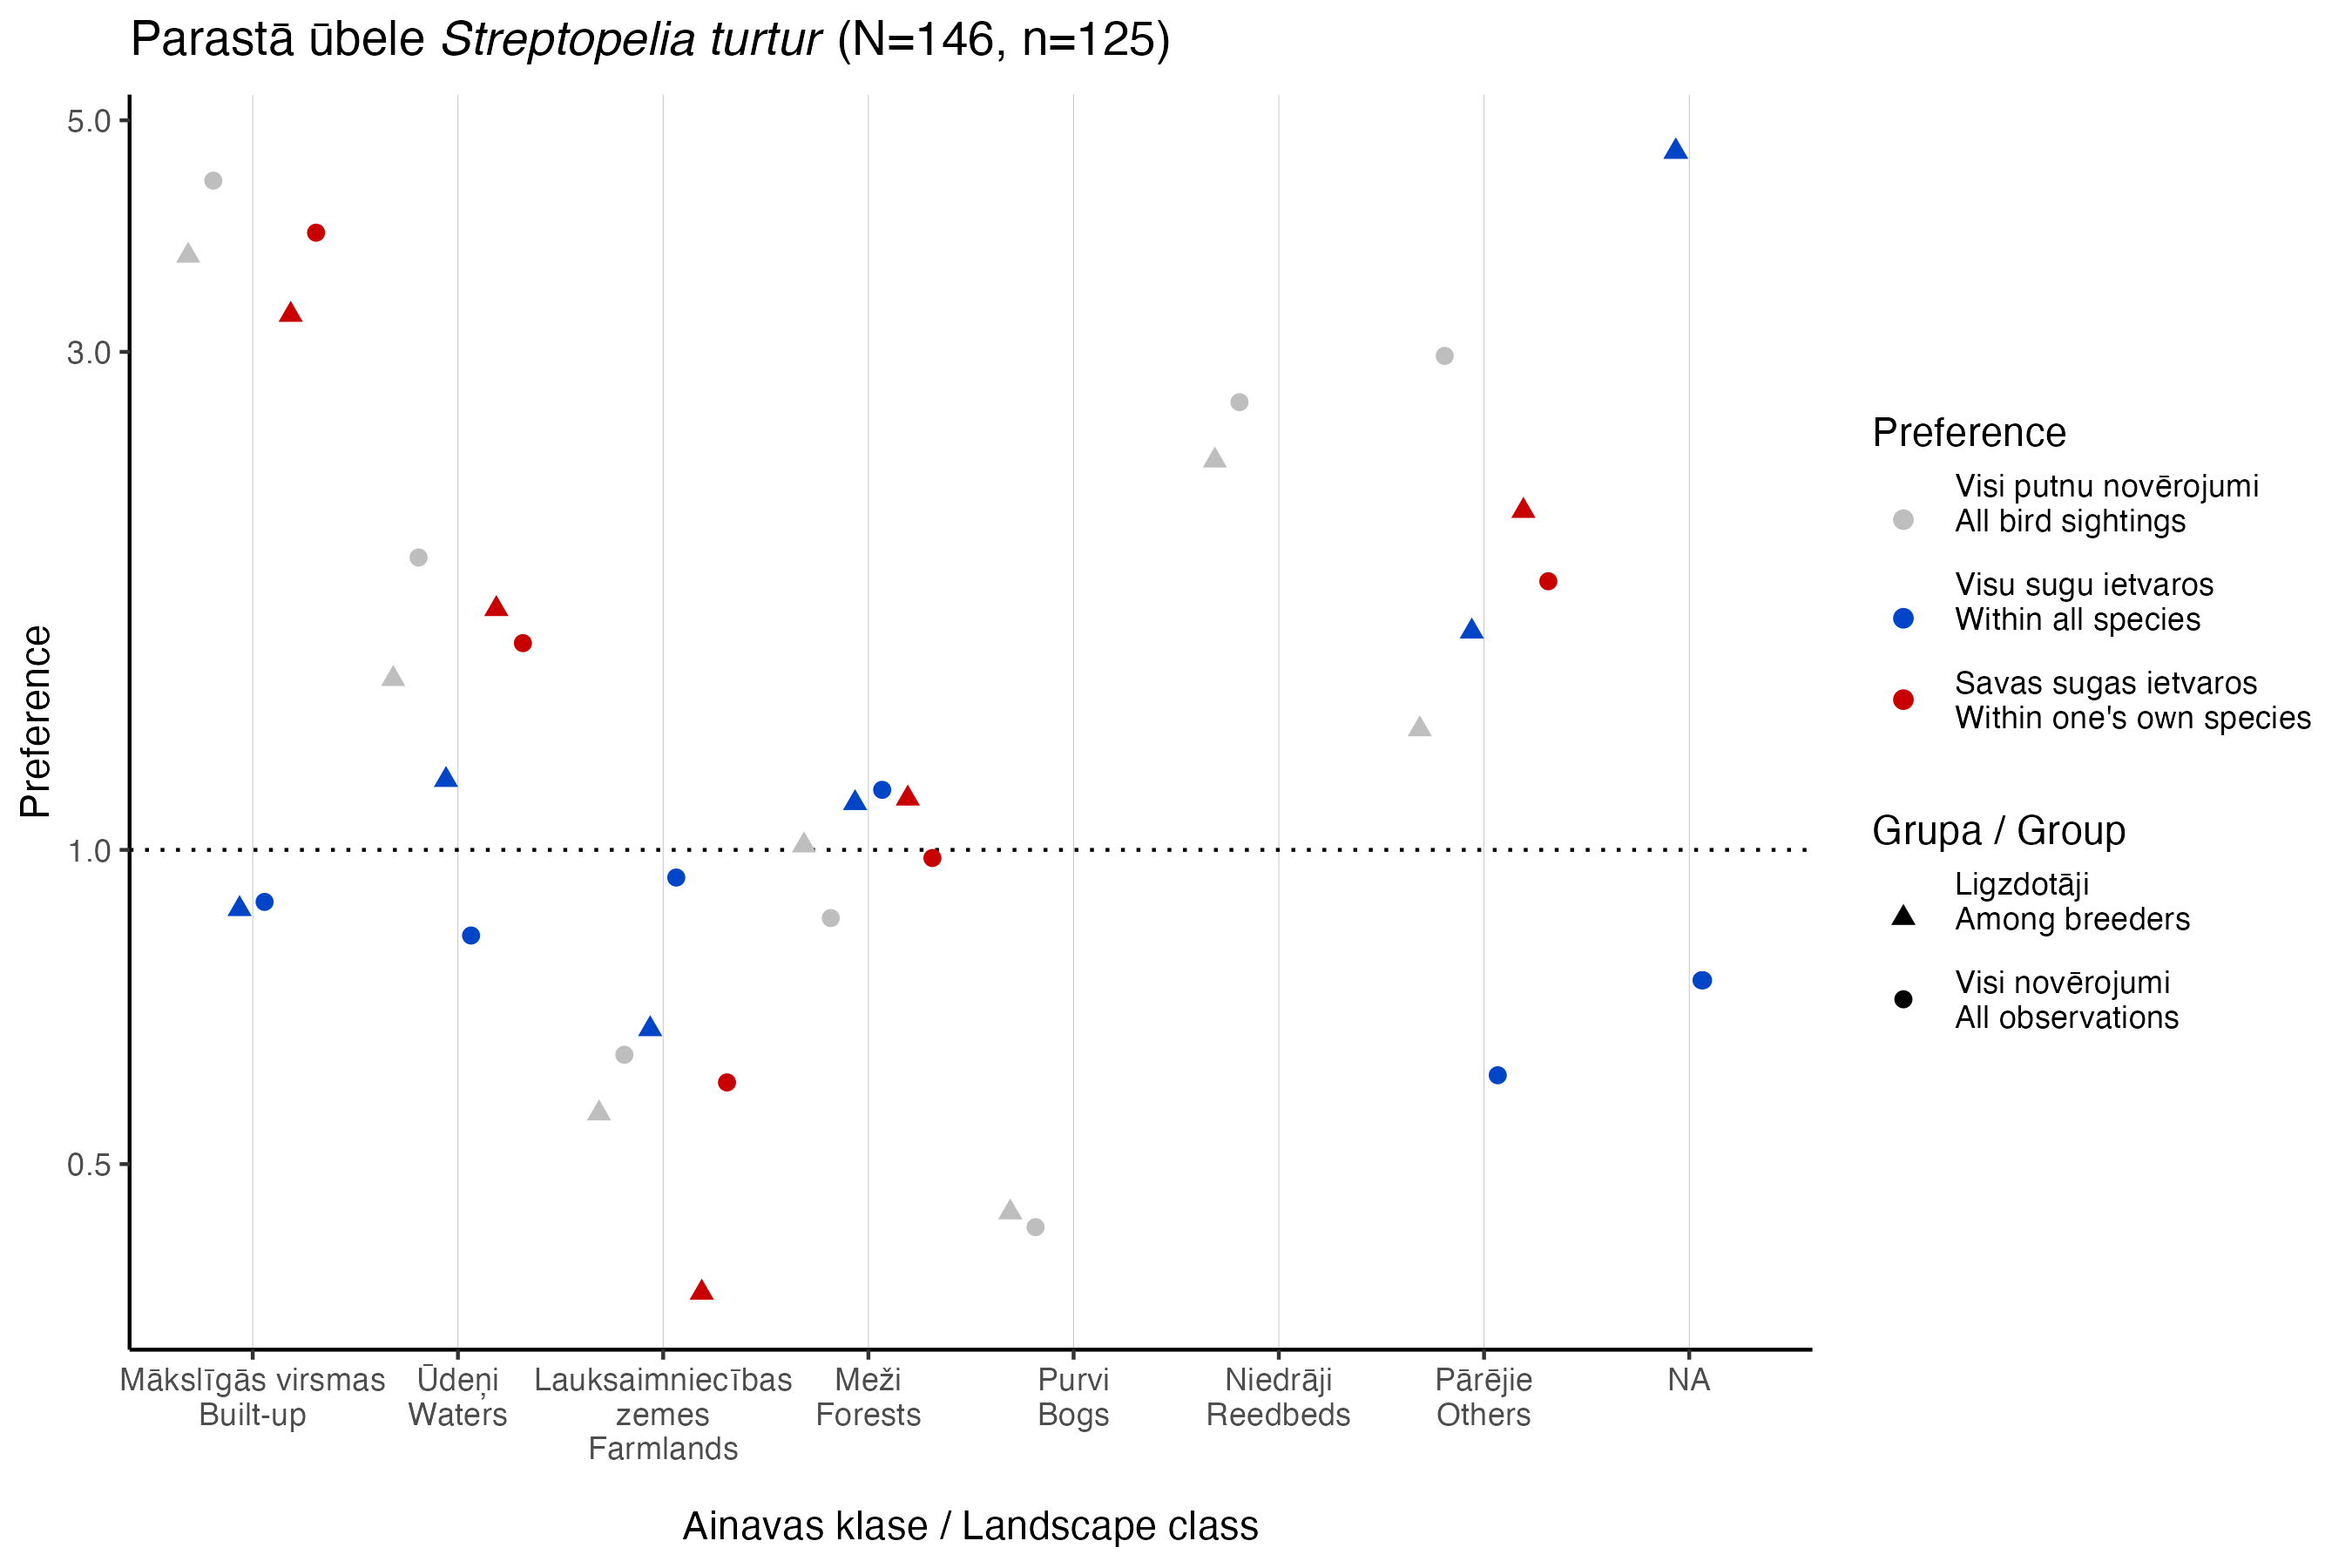 Parastā ūbele Streptopelia turtur (N=146, n=125)
5.0
3.0
1.0
0.5
Preference
Mākslīgās virsmas
Built-up
Ūdeņi
Waters
Lauksaimniecības
zemes
Farmlands
Meži
Forests
Purvi
Bogs
Niedrāji
Reedbeds
Pārējie
Others
NA
Ainavas klase / Landscape class
Preference
Visi putnu novērojumi
All bird sightings
Visu sugu ietvaros
Within all species
Savas sugas ietvaros
Within one's own species
Grupa / Group
Ligzdotāji
Among breeders
Visi novērojumi
All observations